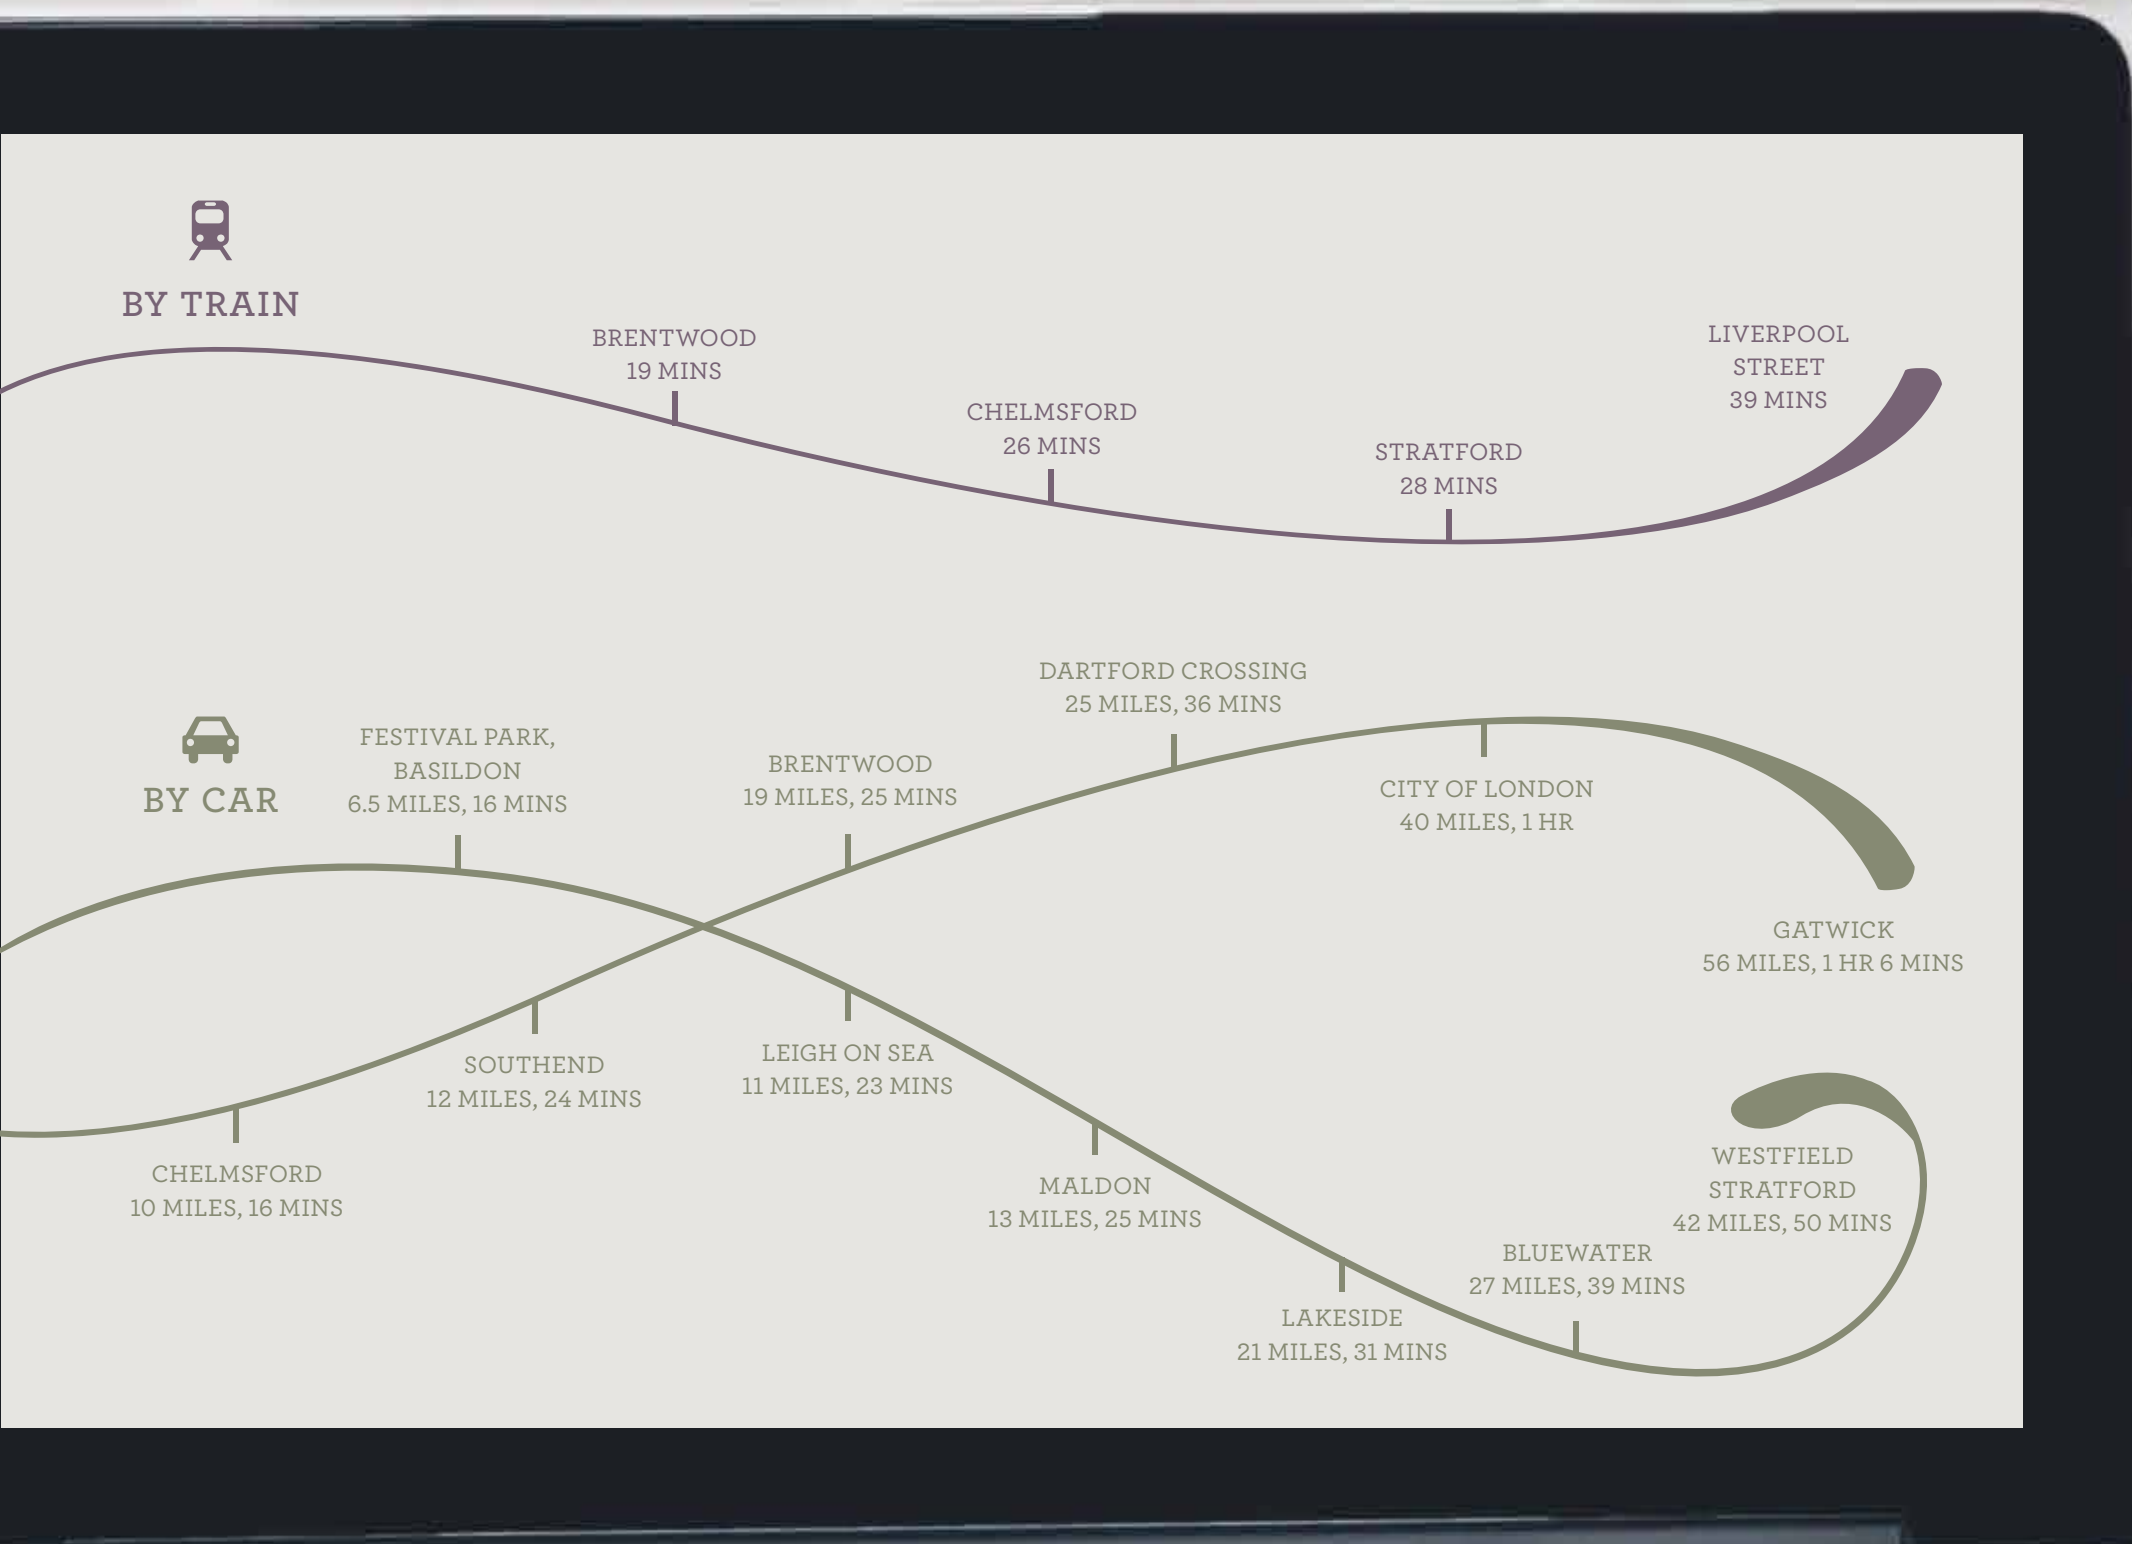 BY TRAIN
BRENTWOOD
19 MINS
CHELMSFORD
26 MINS
STRATFORD
28 MINS
LIVERPOOL
STREET
39 MINS
BY CAR
FESTIVAL PARK,
BASILDON
6.5 MILES, 16 MINS
BRENTWOOD
19 MILES, 25 MINS
DARTFORD CROSSING
25 MILES, 36 MINS
CITY OF LONDON
40 MILES, 1 HR
GATWICK
56 MILES, 1 HR 6 MINS
SOUTHEND
12 MILES, 24 MINS
LEIGH ON SEA
11 MILES, 23 MINS
CHELMSFORD
10 MILES, 16 MINS
MALDON
13 MILES, 25 MINS
WESTFIELD
STRATFORD
42 MILES, 50 MINS
BLUEWATER
27 MILES, 39 MINS
LAKESIDE
21 MILES, 31 MINS